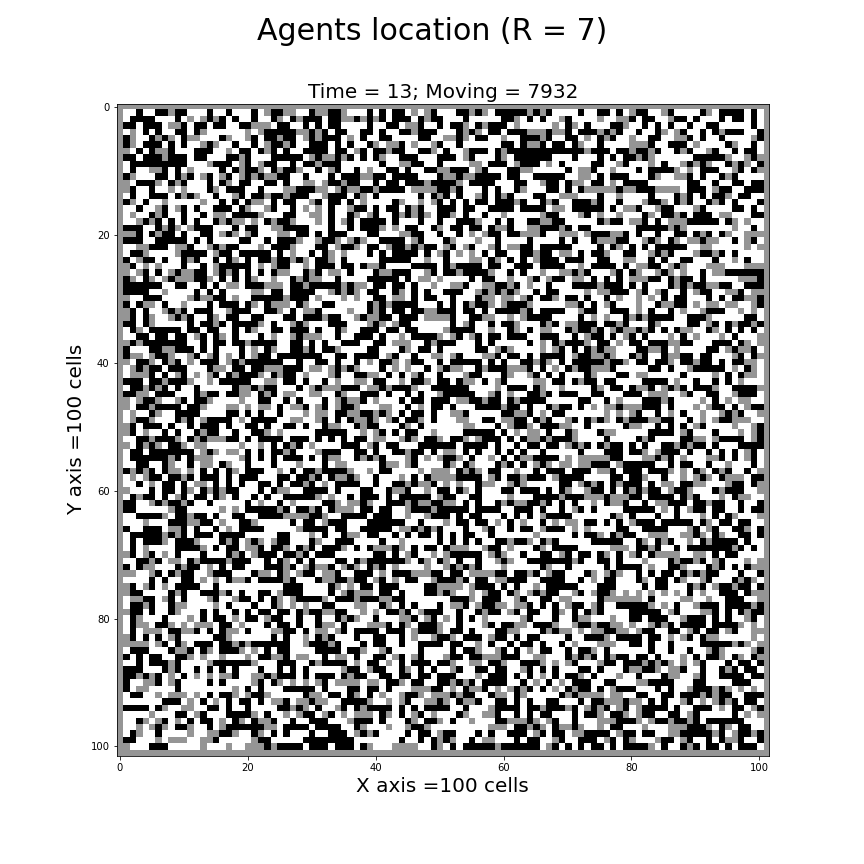 Agents location (R = 7)
Time = 13; Moving = 7932
0
20
40
60
80
100
Y axis =100 cells
0 20 40 60 80 100
X axis =100 cells